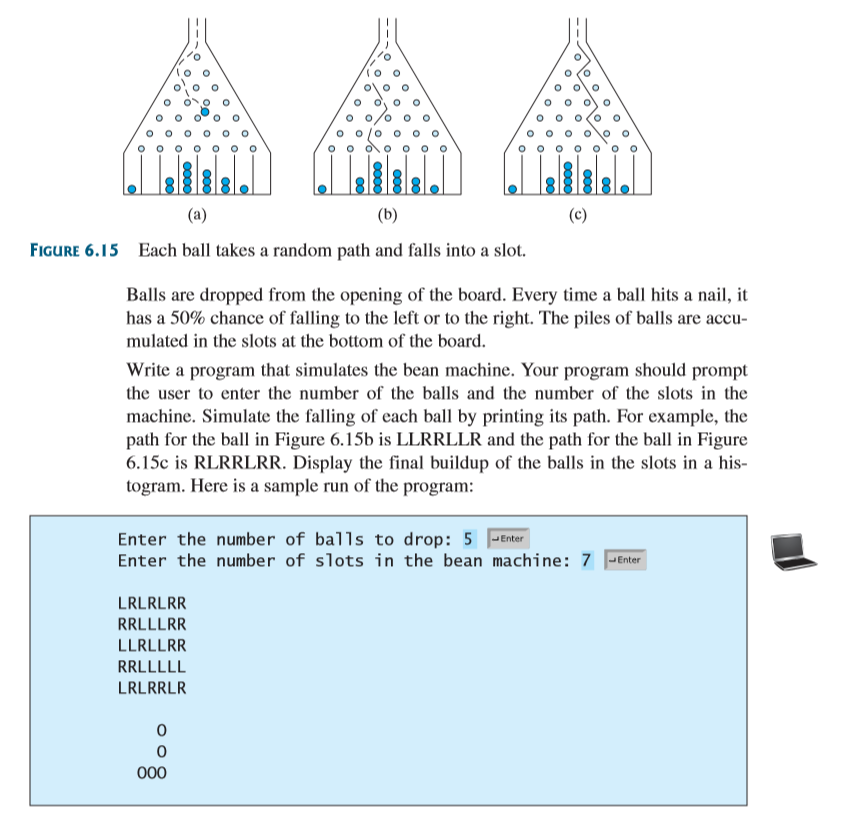 (a) (b) (c)
FIGURE 6.15 Each ball takes a random path and falls into a slot.
Balls are dropped from the opening of the board. Every time a ball hits a nail, it
has a 50% chance of falling to the left or to the right. The piles of balls are accu-
mulated in the slots at the bottom of the board.
Write a program that simulates the bean machine. Your program should prompt
the user to enter the number of the balls and the number of the slots in the
machine. Simulate the falling of each ball by printing its path. For example, the
path for the ball in Figure 6.15b is LLRRLLR and the path for the ball in Figure
6.15c is RLRRLRR. Display the final buildup of the balls in the slots in a his-
togram. Here is a sample run of the program:
Enter the number of balls to drop: 5 ↵Enter
Enter the number of slots in the bean machine: 7 ↵Enter
LRLRLRR
RRLLLRR
LLRLLRR
RRLLLLL
LRLRRLR
O
O
OOO